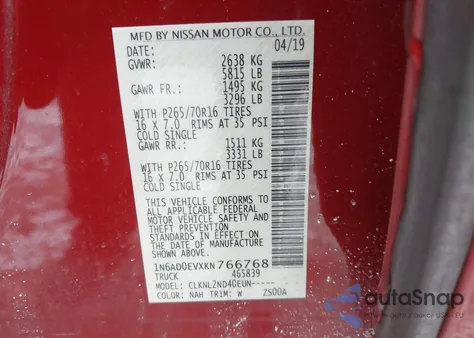 MFD BY NISSAN MOTOR CO., LTD.
DATE: 04/19
GVWR: 2638 KG
5815 LB
GAWR FR.: 1495 KG
3296 LB
WITH P265/70R16 TIRES
16 X 7.0 RIMS AT 35 PSI
COLD SINGLE
GAWR RR.: 1511 KG
3331 LB
WITH P265/70R16 TIRES
16 X 7.0 RIMS AT 35 PSI
COLD SINGLE
THIS VEHICLE CONFORMS TO
ALL APPLICABLE FEDERAL
MOTOR VEHICLE SAFETY AND
THEFT PREVENTION
STANDARDS IN EFFECT ON
THE DATE OF MANUFACTURE
SHOWN ABOVE.
1N6AD0EVXKN766768
TRUCK 465839
MODEL: CLKNLZND40EUN-----
COLOR: NAH TRIM: W ZS00A
autoSnap